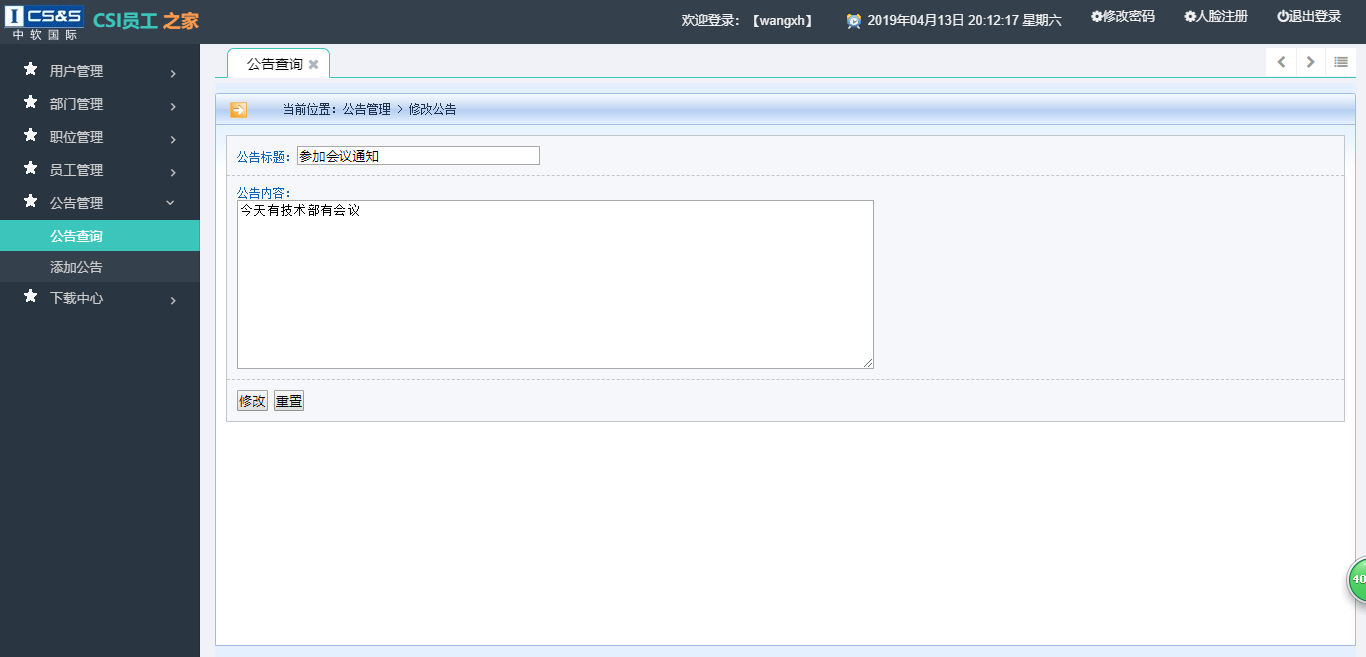 CS&S
中软国际
CSI员工 之家
欢迎登录： 【wangxh】
2019年04月13日 20:12:17 星期六
修改密码
人脸注册
退出登录
用户管理
部门管理
职位管理
员工管理
公告管理
公告查询
添加公告
下载中心
公告查询
当前位置：公告管理 > 修改公告
公告标题：参加会议通知
公告内容：
今天有技术部有会议
修改 重置
40